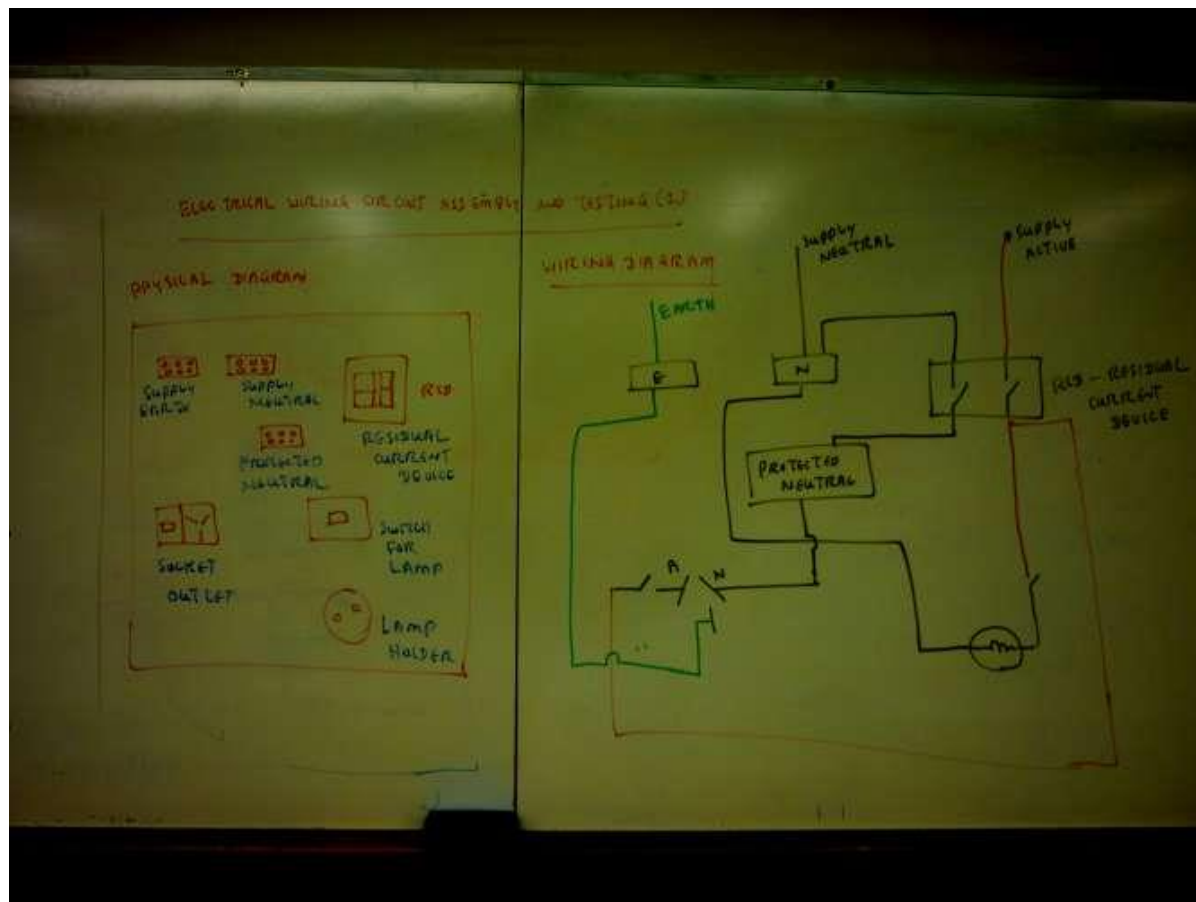 ELECTRICAL WIRING CIRCUIT ASSEMBLY AND TESTING (2)
PHYSICAL DIAGRAM
SUPPLY
EARTH
SUPPLY
NEUTRAL
RCD
RESIDUAL
CURRENT
DEVICE
PROTECTED
NEUTRAL
SOCKET
OUTLET
SWITCH
FOR
LAMP
LAMP
HOLDER
WIRING DIAGRAM
EARTH
E
SUPPLY
NEUTRAL
N
SUPPLY
ACTIVE
RCD - RESIDUAL
CURRENT
DEVICE
PROTECTED
NEUTRAL
A
N